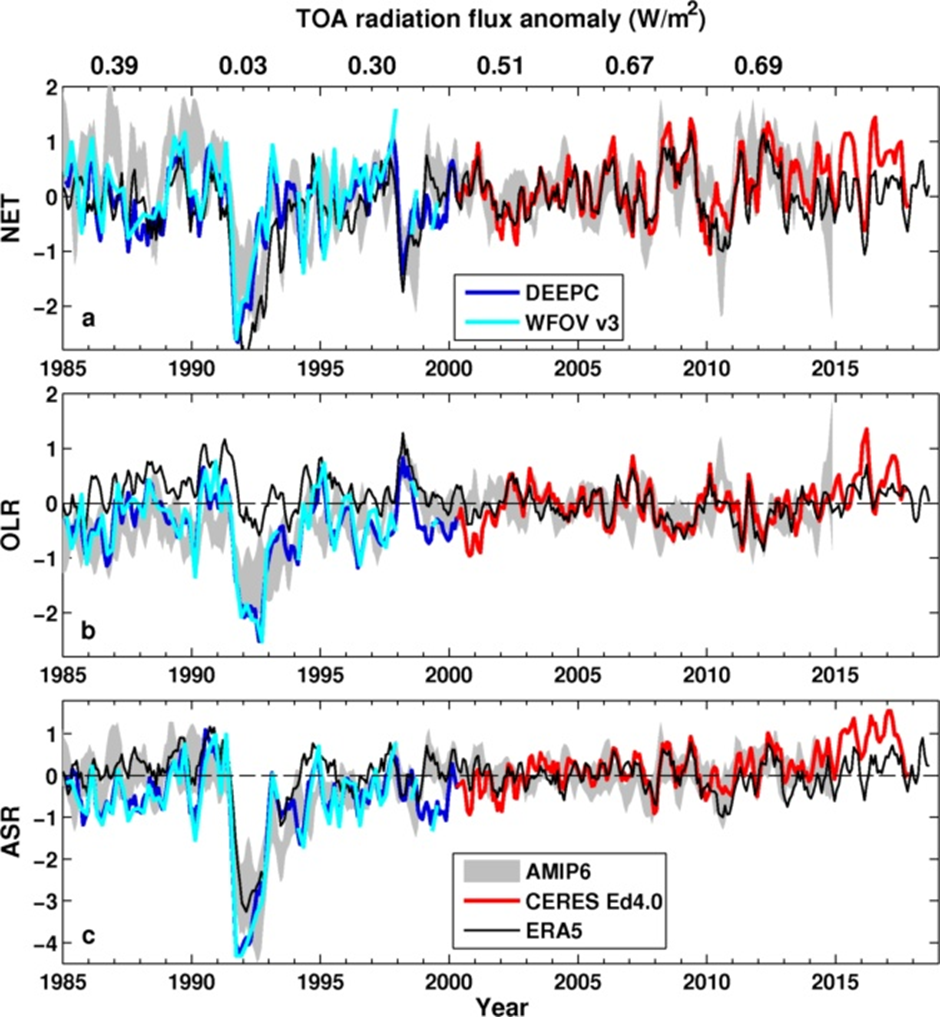 TOA radiation flux anomaly (W/m²)
0.39 0.03 0.30 0.51 0.67 0.69
2
1
0
−1
−2
NET
a
DEEPC
WFOV v3
1985 1990 1995 2000 2005 2010 2015
2
1
0
−1
−2
OLR
b
1985 1990 1995 2000 2005 2010 2015
1
0
−1
−2
−3
−4
ASR
c
AMIP6
CERES Ed4.0
ERA5
1985 1990 1995 2000 2005 2010 2015
Year